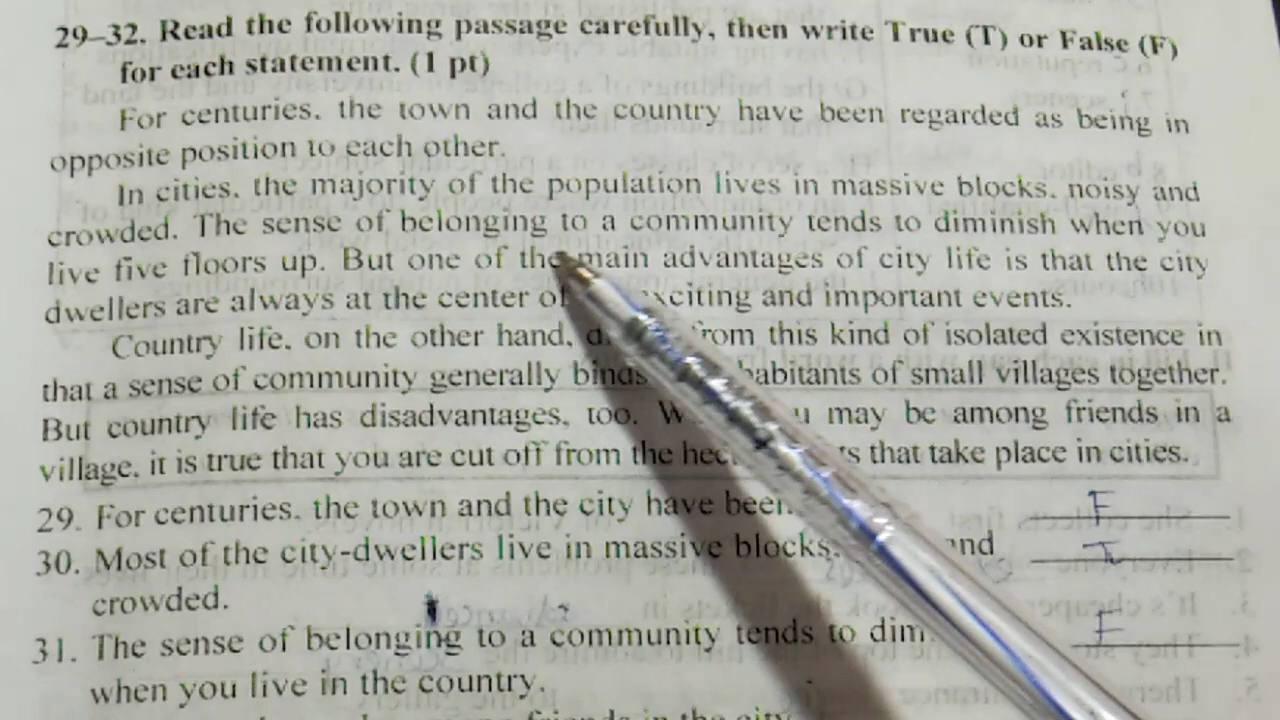 29–32. Read the following passage carefully, then write True (T) or False (F)
for each statement. (1 pt)
For centuries, the town and the country have been regarded as being in
opposite position to each other.
In cities, the majority of the population lives in massive blocks, noisy and
crowded. The sense of belonging to a community tends to diminish when you
live five floors up. But one of the main advantages of city life is that the city
dwellers are always at the center of exciting and important events.
Country life, on the other hand, from this kind of isolated existence in
that a sense of community generally binds habitants of small villages together.
But country life has disadvantages, too. may be among friends in a
village, it is true that you are cut off from the that take place in cities.
29. For centuries, the town and the city have been F
30. Most of the city-dwellers live in massive blocks, and T
crowded.
31. The sense of belonging to a community tends to dim F
when you live in the country.
friends in the city